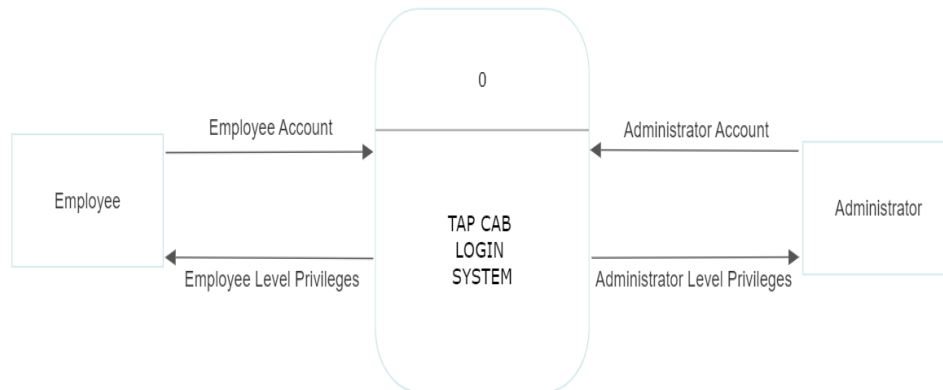 0
Employee Account
Administrator Account
Employee
Administrator
TAP CAB
LOGIN
SYSTEM
Employee Level Privileges
Administrator Level Privileges